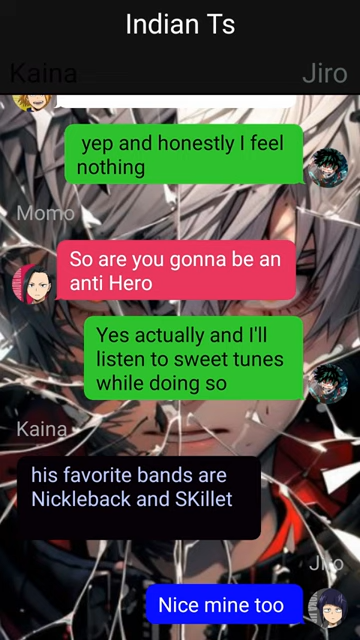 Indian Ts
Kaina
Jiro
yep and honestly I feel
nothing
Momo
So are you gonna be an
anti Hero
Yes actually and I'll
listen to sweet tunes
while doing so
Kaina
his favorite bands are
Nickleback and SKillet
Jiro
Nice mine too